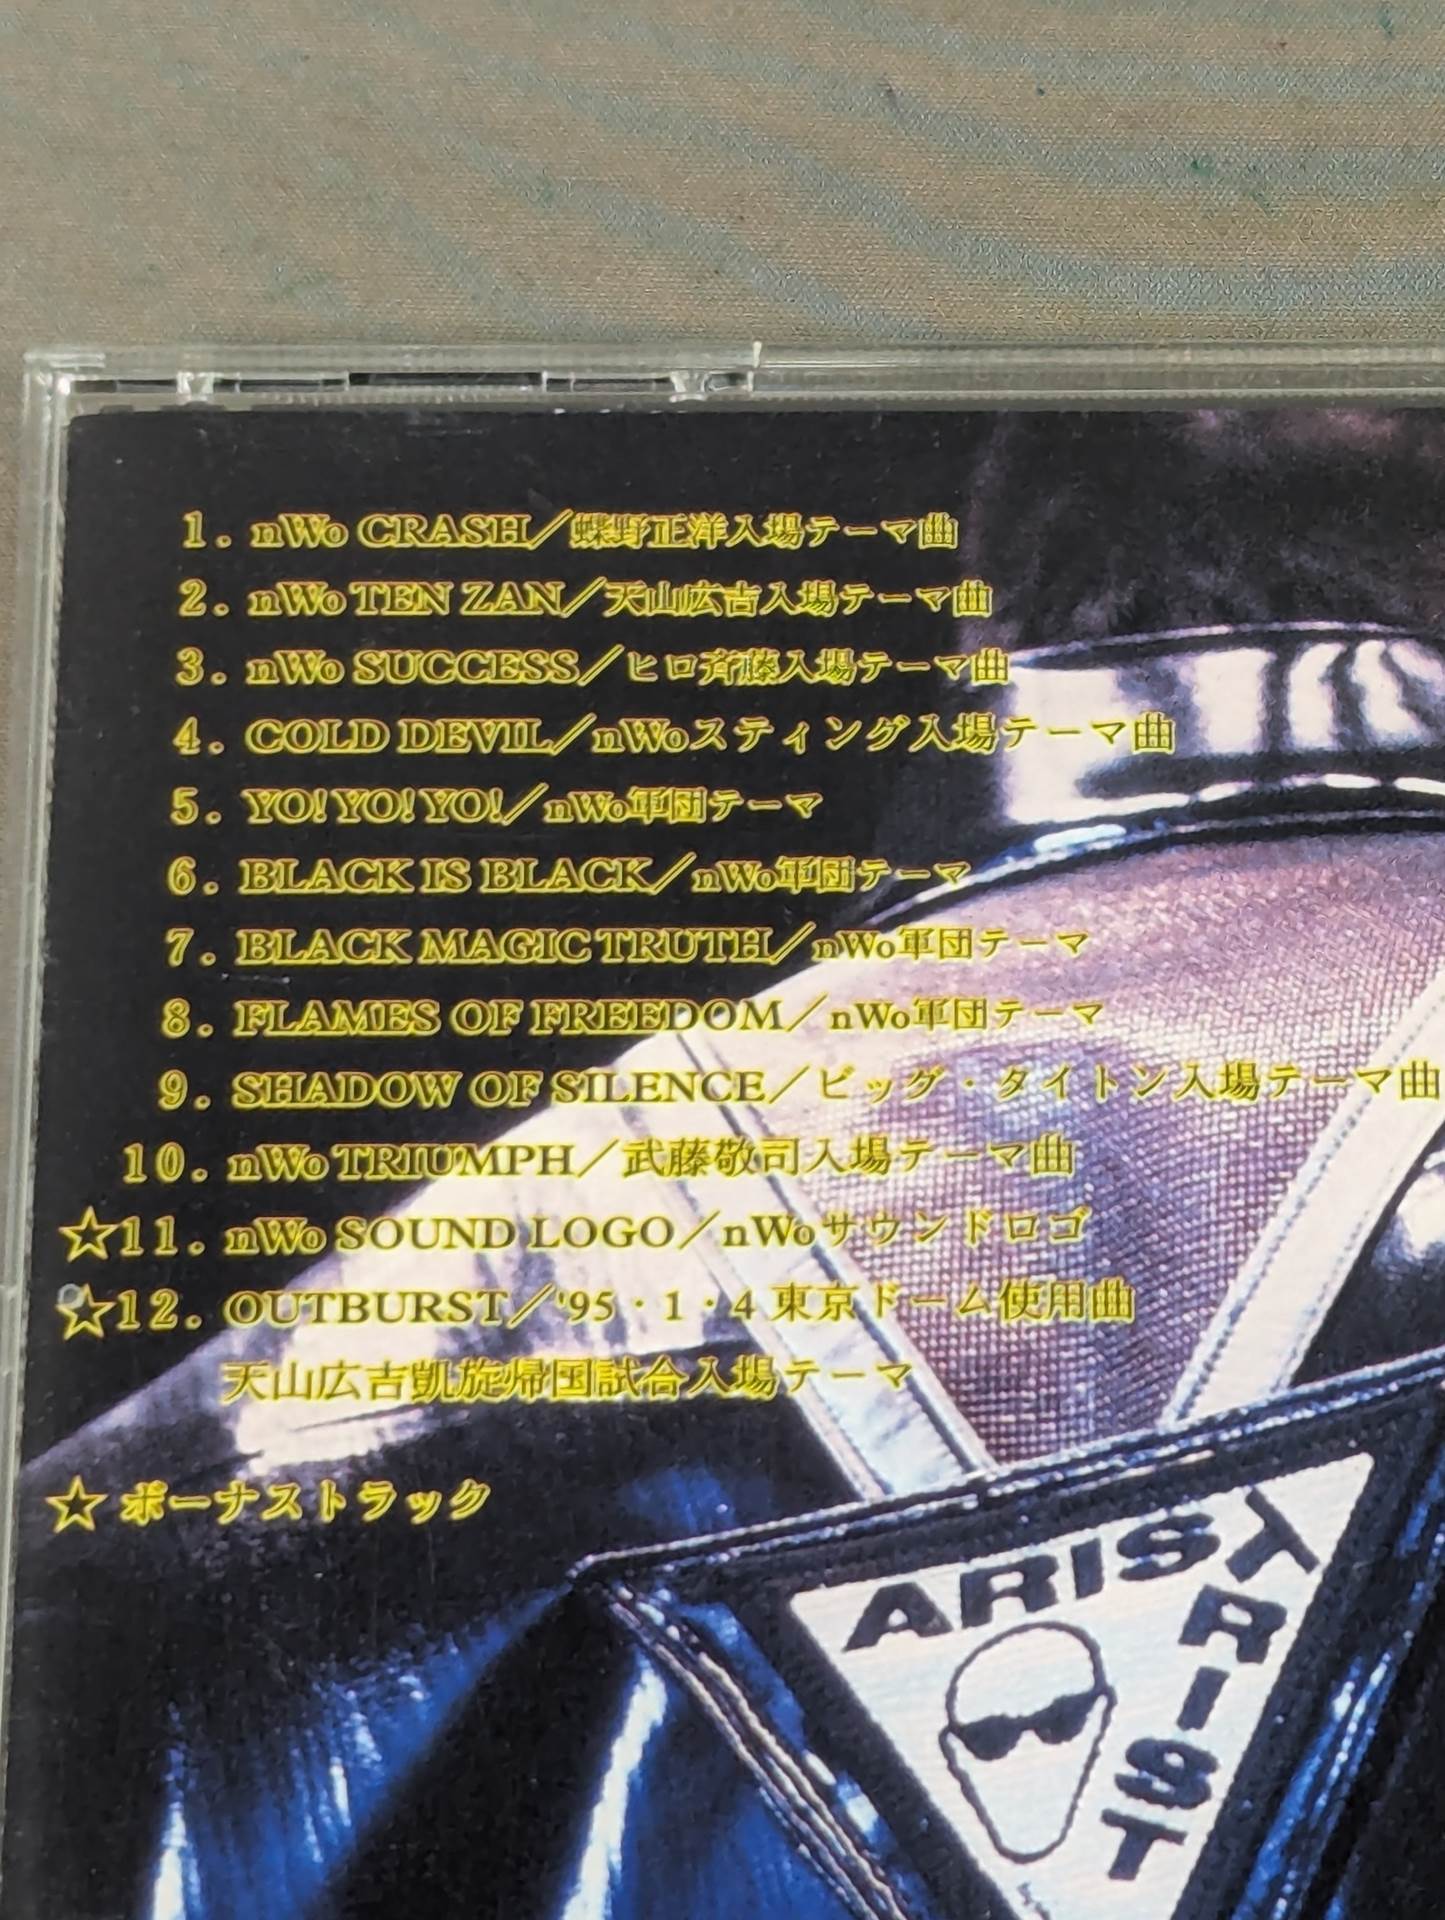 1. nWo CRASH／蝶野正洋入場テーマ曲
2. nWo TEN ZAN／天山広吉入場テーマ曲
3. nWo SUCCESS／ヒロ斉藤入場テーマ曲
4. COLD DEVIL／nWoスティング入場テーマ曲
5. YO! YO! YO!／nWo軍団テーマ
6. BLACK IS BLACK／nWo軍団テーマ
7. BLACK MAGIC TRUTH／nWo軍団テーマ
8. FLAMES OF FREEDOM／nWo軍団テーマ
9. SHADOW OF SILENCE／ビッグ・タイトン入場テーマ曲
10. nWo TRIUMPH／武藤敬司入場テーマ曲
☆11. nWo SOUND LOGO／nWoサウンドロゴ
☆12. OUTBURST／'95・1・4東京ドーム使用曲
天山広吉凱旋帰国試合入場テーマ
☆ボーナストラック
ARIST
TRIST